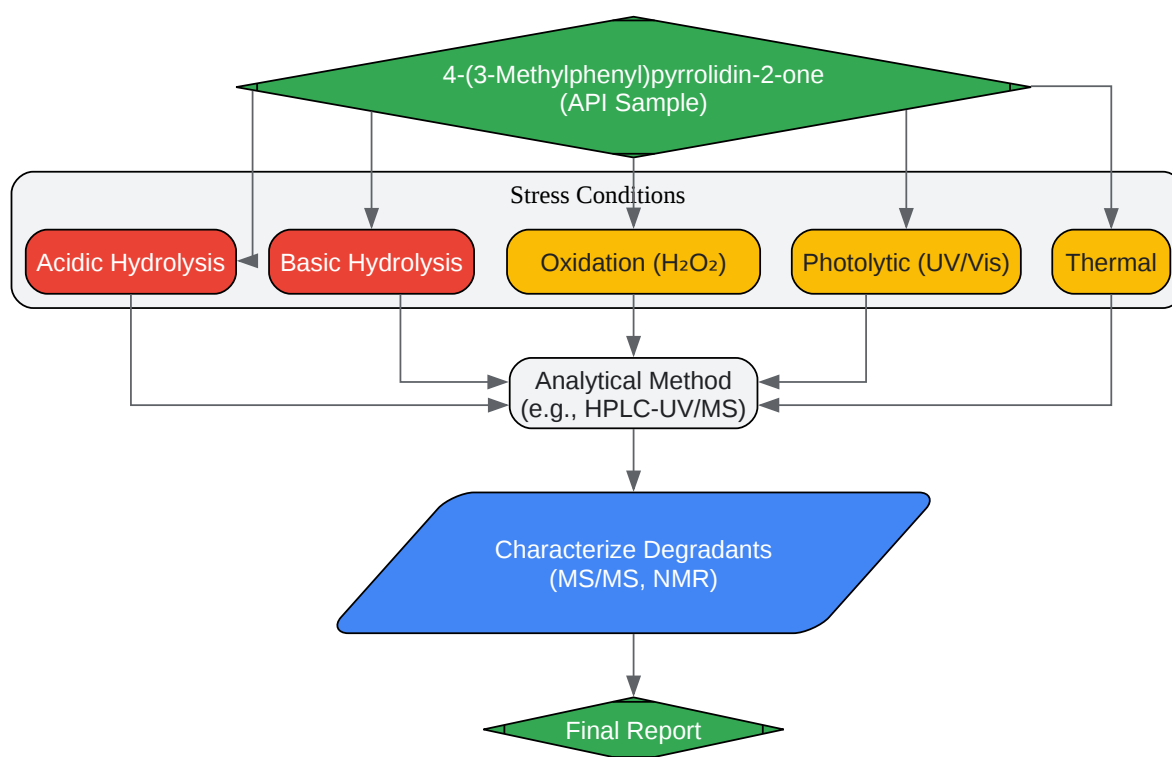 4-(3-Methylphenyl)pyrrolidin-2-one
(API Sample)
Stress Conditions
Acidic Hydrolysis
Basic Hydrolysis
Oxidation (H₂O₂)
Photolytic (UV/Vis)
Thermal
Analytical Method
(e.g., HPLC-UV/MS)
Characterize Degradants
(MS/MS, NMR)
Final Report